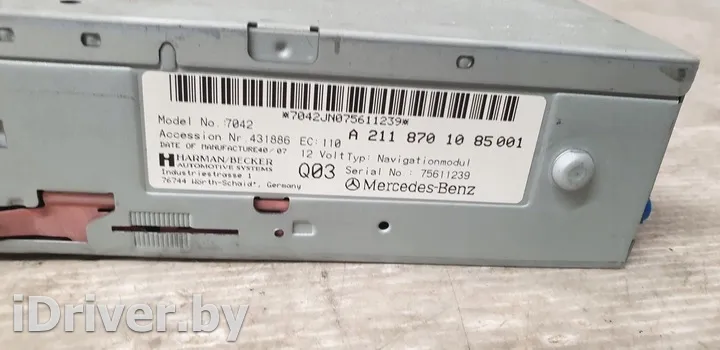 *7042JN075611239*
Model No. 7042
Accession Nr. 431886 EC: 110 A 211 870 10 85 001
DATE OF MANUFACTURE40/07 12 Volt Typ: Navigationmodul
HARMAN/BECKER Q03 Serial No : 75611239
AUTOMOTIVE SYSTEMS
Industriestrasse 1 Mercedes-Benz
76744 Wörth-Schaidt, Germany
iDriver.by